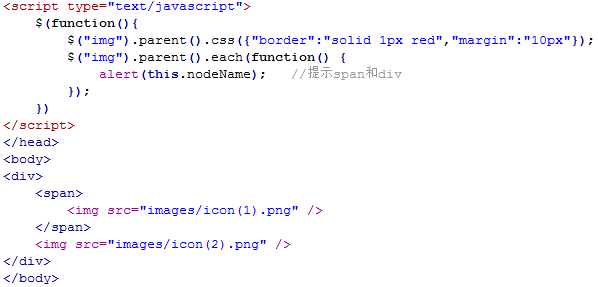 <script type="text/javascript">
    $(function(){
        $("img").parent().css({"border":"solid 1px red","margin":"10px"});
        $("img").parent().each(function() {
            alert(this.nodeName);   //提示span和div
        });
    })
</script>
</head>
<body>
<div>
    <span>
        <img src="images/icon(1).png" />
    </span>
    <img src="images/icon(2).png" />
</div>
</body>